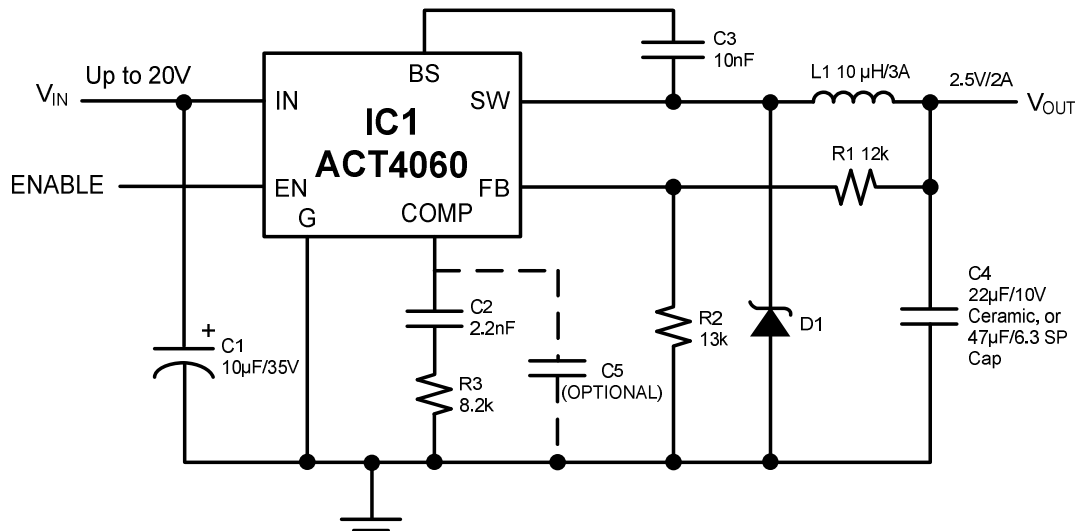 C3
10nF
BS
Up to 20V
L1 10 µH/3A
2.5V/2A
VIN
IN
SW
VOUT
IC1
ACT4060
R1 12k
ENABLE
EN
FB
G
COMP
C4
22µF/10V
Ceramic, or
47µF/6.3 SP
Cap
C2
2.2nF
R2
13k
D1
+
C1
10µF/35V
C5
(OPTIONAL)
R3
8.2k